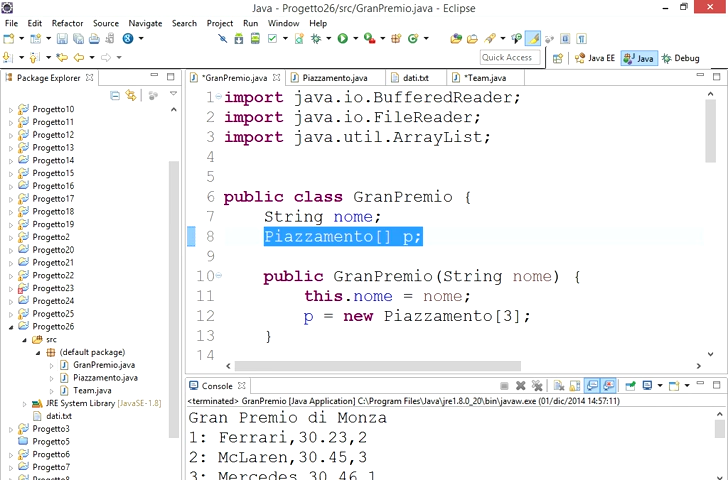 Java - Progetto26/src/GranPremio.java - Eclipse
File Edit Source Refactor Navigate Search Project Run Window Help
Quick Access Java EE Java Debug
Package Explorer
Progetto10
Progetto11
Progetto12
Progetto13
Progetto14
Progetto15
Progetto16
Progetto17
Progetto18
Progetto19
Progetto2
Progetto20
Progetto21
Progetto22
Progetto23
Progetto24
Progetto25
Progetto26
src
(default package)
GranPremio.java
Piazzamento.java
Team.java
JRE System Library [JavaSE-1.8]
dati.txt
Progetto3
Progetto5
Progetto6
Progetto7
Progetto8
*GranPremio.java Piazzamento.java dati.txt *Team.java
1 import java.io.BufferedReader;
2 import java.io.FileReader;
3 import java.util.ArrayList;
4
5
6 public class GranPremio {
7 String nome;
8 Piazzamento[] p;
9
10 public GranPremio(String nome) {
11 this.nome = nome;
12 p = new Piazzamento[3];
13 }
14
Console
<terminated> GranPremio [Java Application] C:\Program Files\Java\jre1.8.0_20\bin\javaw.exe (01/dic/2014 14:57:11)
Gran Premio di Monza
1: Ferrari,30.23,2
2: McLaren,30.45,3
3: Mercedes,30.46,1